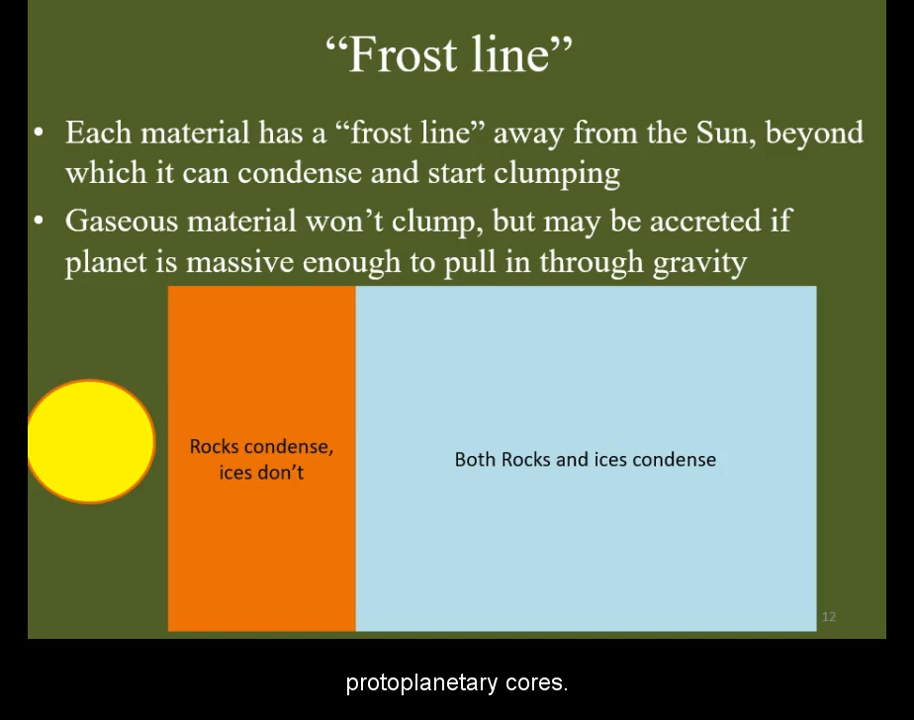 “Frost line”
• Each material has a “frost line” away from the Sun, beyond
which it can condense and start clumping
• Gaseous material won’t clump, but may be accreted if
planet is massive enough to pull in through gravity
Rocks condense,
ices don’t
Both Rocks and ices condense
12
protoplanetary cores.